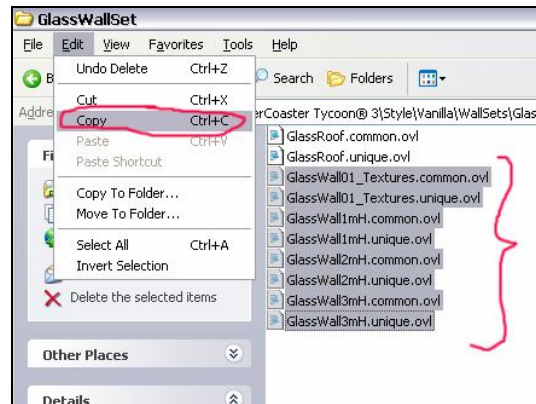 GlassWallSet
File Edit View Favorites Tools Help
Search Folders
Undo Delete Ctrl+Z
Cut Ctrl+X
Copy Ctrl+C
Paste Ctrl+V
Paste Shortcut
Copy To Folder...
Move To Folder...
Select All Ctrl+A
Invert Selection
Addre erCoaster Tycoon® 3\Style\Vanilla\WallSets\Glas
GlassRoof.common.ovl
GlassRoof.unique.ovl
GlassWall01_Textures.common.ovl
GlassWall01_Textures.unique.ovl
GlassWall1mH.common.ovl
GlassWall1mH.unique.ovl
GlassWall2mH.common.ovl
GlassWall2mH.unique.ovl
GlassWall3mH.common.ovl
GlassWall3mH.unique.ovl
Fi
Delete the selected items
Other Places
Details